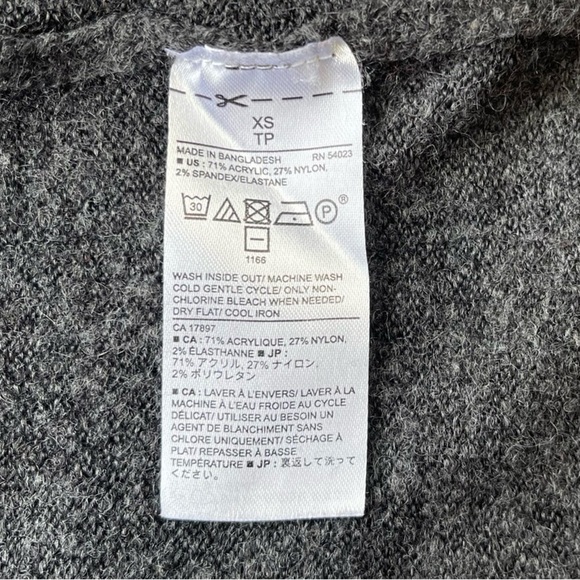 XS
TP
MADE IN BANGLADESH RN 54023
■ US : 71% ACRYLIC, 27% NYLON,
2% SPANDEX/ELASTANE
30 P ®
1166
WASH INSIDE OUT/ MACHINE WASH
COLD GENTLE CYCLE/ ONLY NON-
CHLORINE BLEACH WHEN NEEDED/
DRY FLAT/ COOL IRON
CA 17897
■ CA : 71% ACRYLIQUE, 27% NYLON,
2% ÉLASTHANNE ■ JP :
71% アクリル, 27% ナイロン,
2% ポリウレタン
■ CA : LAVER À L'ENVERS/ LAVER À LA
MACHINE À L'EAU FROIDE AU CYCLE
DÉLICAT/ UTILISER AU BESOIN UN
AGENT DE BLANCHIMENT SANS
CHLORE UNIQUEMENT/ SÉCHAGE À
PLAT/ REPASSER À BASSE
TEMPÉRATURE ■ JP : 裏返して洗って
ください。